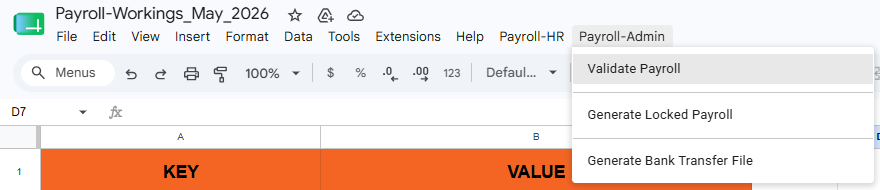 Payroll-Workings_May_2026
File Edit View Insert Format Data Tools Extensions Help Payroll-HR Payroll-Admin
Menus 100% $ % .0 .00 123 Defaul...
Validate Payroll
Generate Locked Payroll
Generate Bank Transfer File
D7 fx
A B
1 KEY VALUE